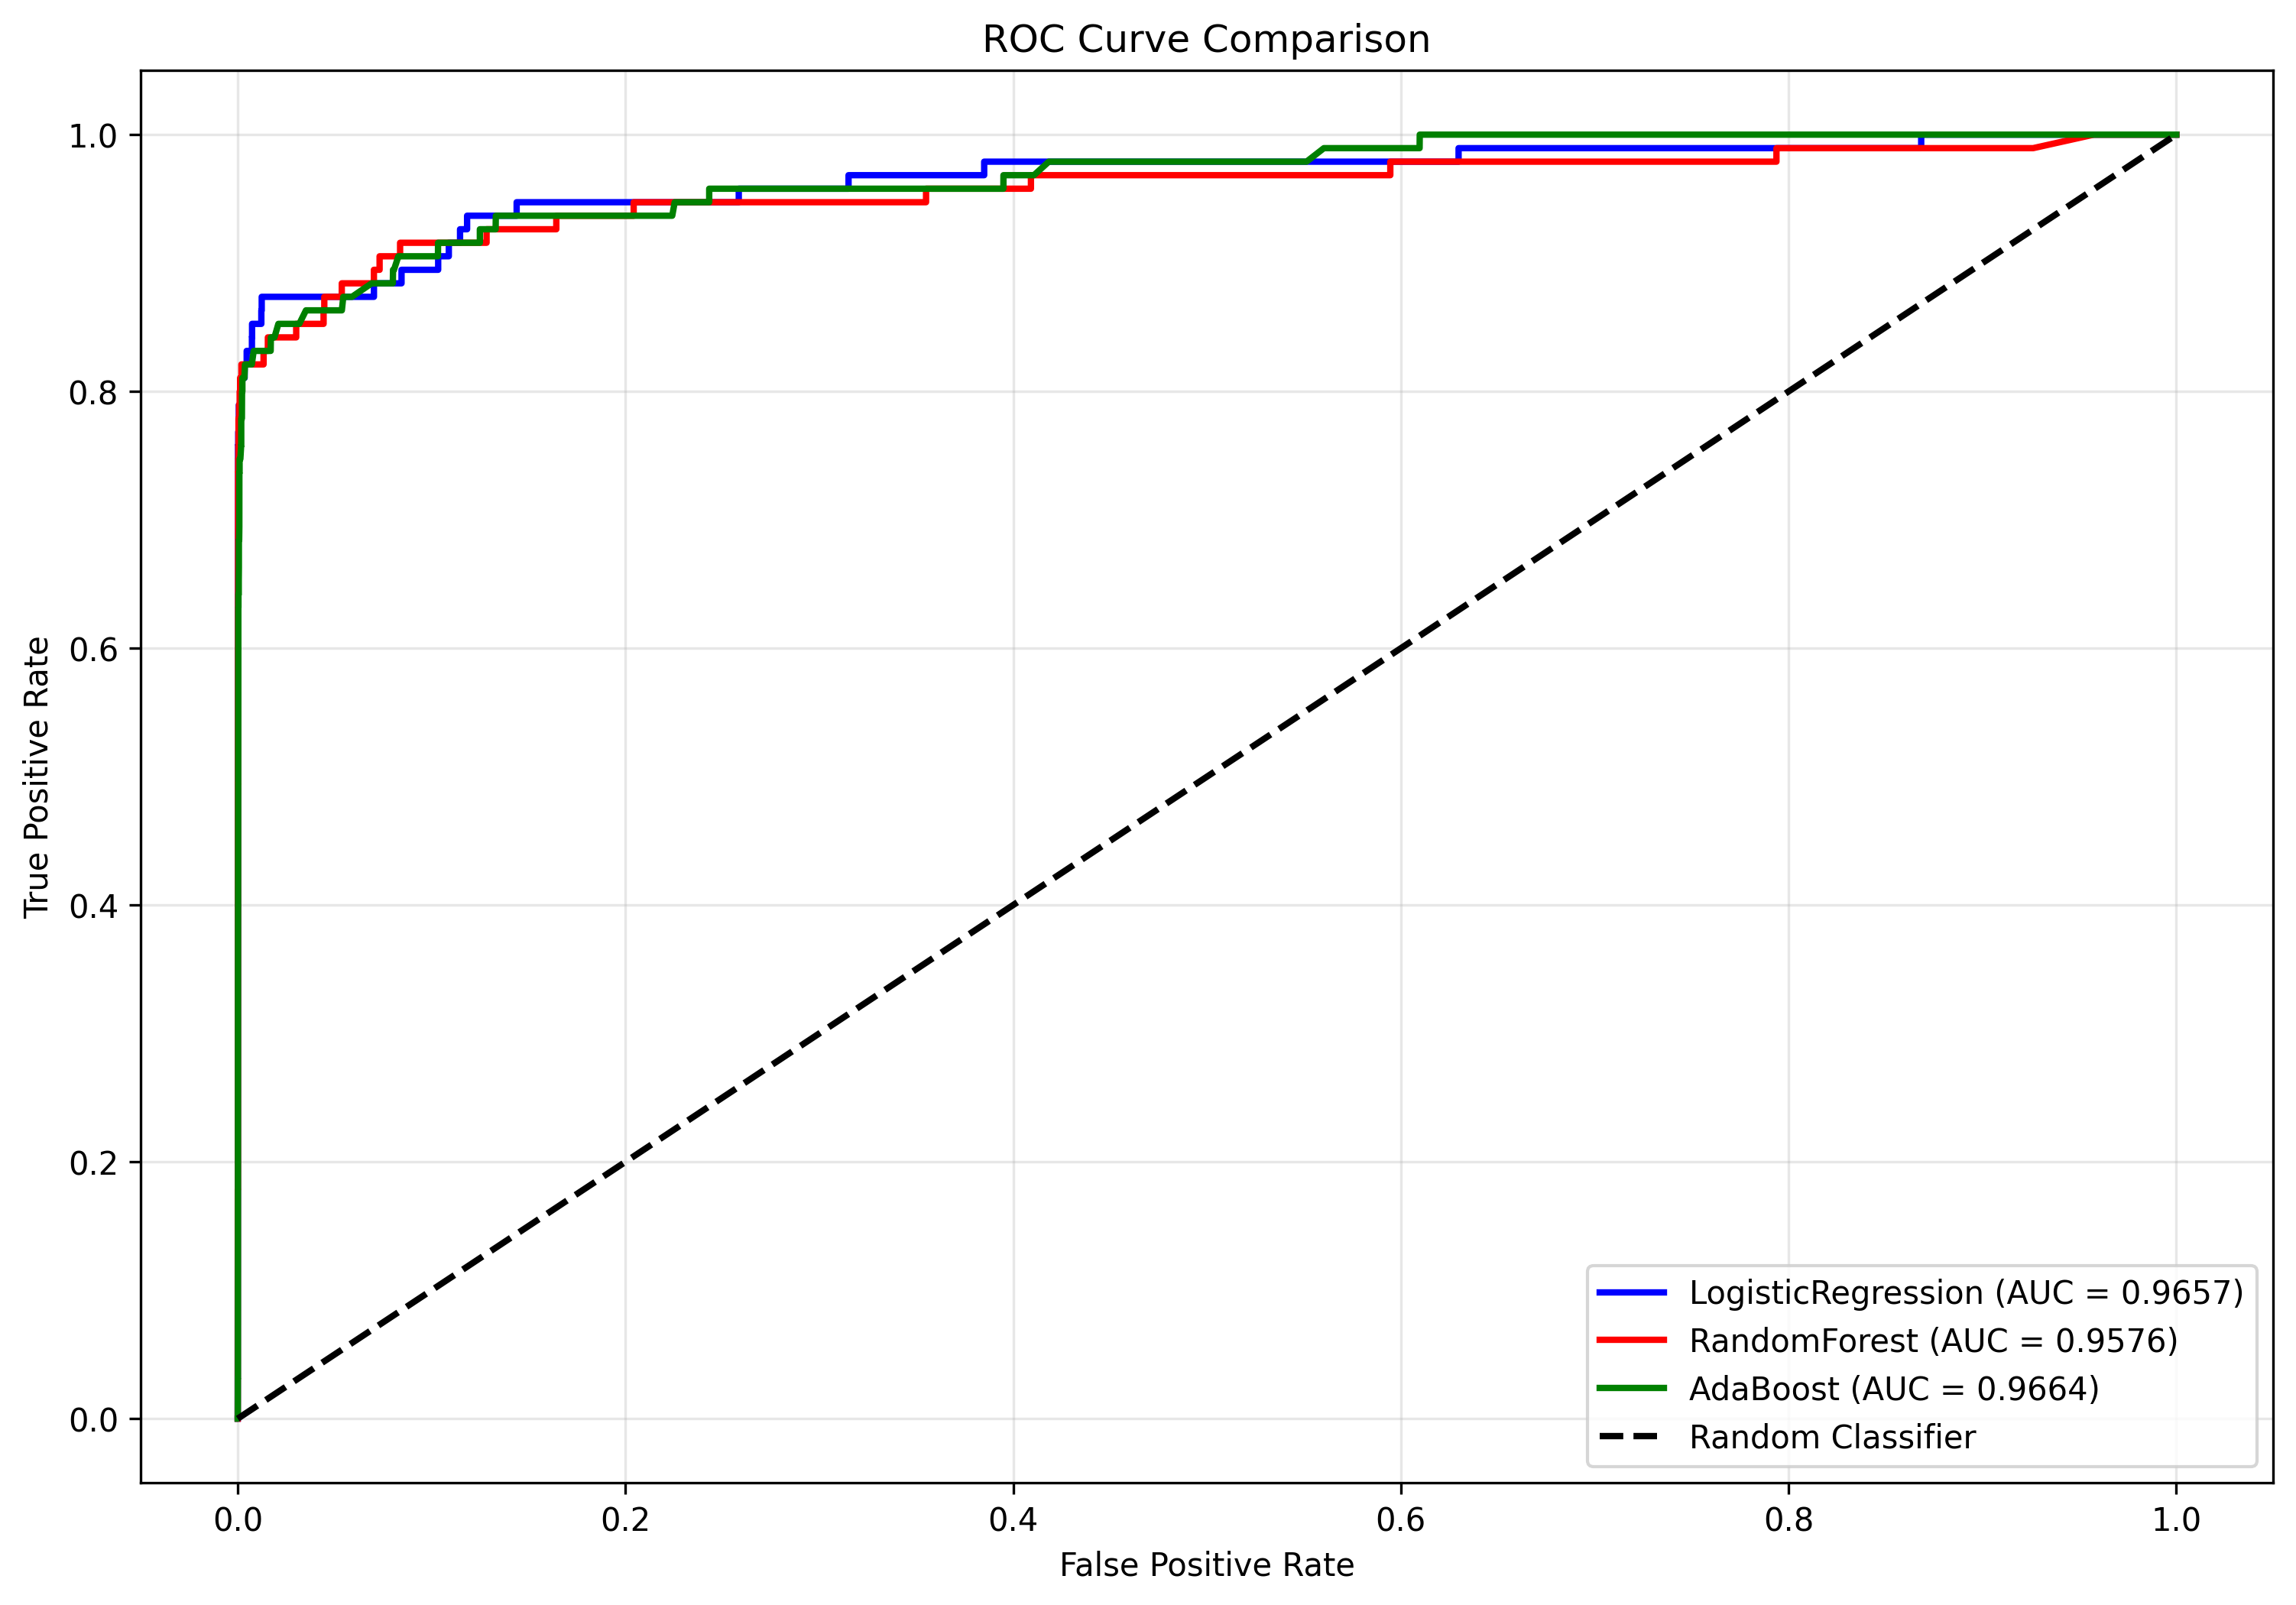 ROC Curve Comparison
True Positive Rate
1.0
0.8
0.6
0.4
0.2
0.0
0.0 0.2 0.4 0.6 0.8 1.0
False Positive Rate
LogisticRegression (AUC = 0.9657)
RandomForest (AUC = 0.9576)
AdaBoost (AUC = 0.9664)
Random Classifier